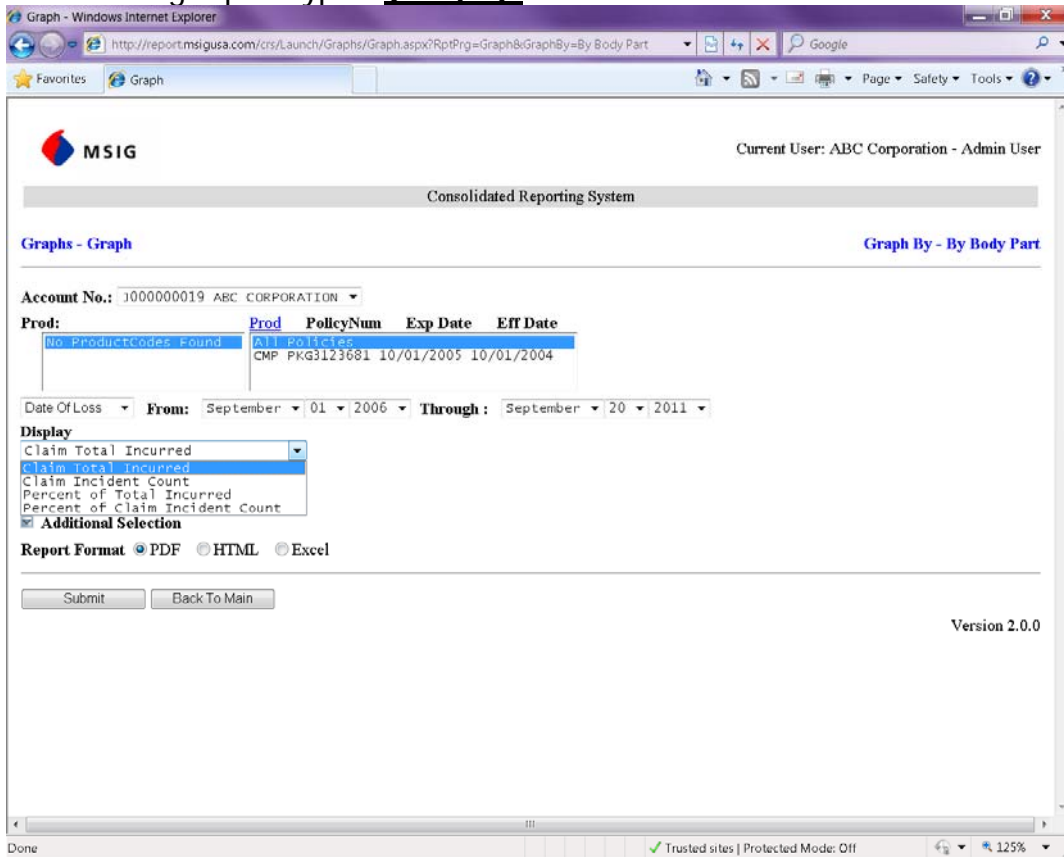 Graph - Windows Internet Explorer
http://report.msigusa.com/crs/Launch/Graphs/Graph.aspx?RptPrg=Graph&GraphBy=By Body Part
Google
Favorites Graph Page Safety Tools
MSIG
Current User: ABC Corporation - Admin User
Consolidated Reporting System
Graphs - Graph Graph By - By Body Part
Account No.: J000000019 ABC CORPORATION
Prod: Prod PolicyNum Exp Date Eff Date
No ProductCodes Found All Policies
CMP PKG3123681 10/01/2005 10/01/2004
Date Of Loss From: September 01 2006 Through : September 20 2011
Display
Claim Total Incurred
Claim Total Incurred
Claim Incident Count
Percent of Total Incurred
Percent of Claim Incident Count
Additional Selection
Report Format PDF HTML Excel
Submit Back To Main
Version 2.0.0
Done Trusted sites | Protected Mode: Off 125%